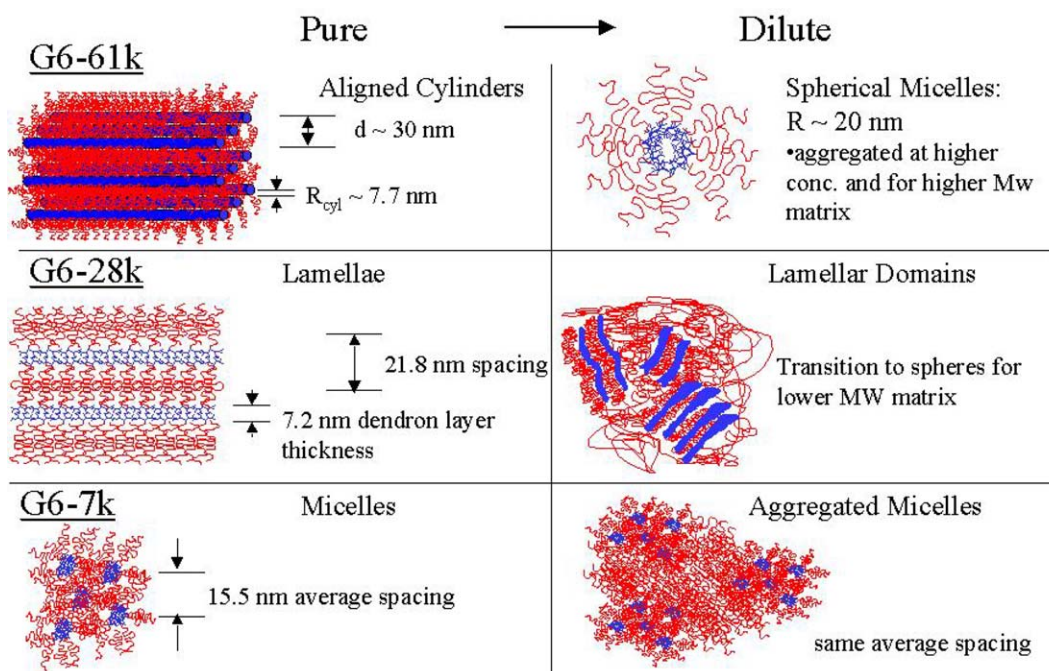 Pure
Dilute
G6-61k
Aligned Cylinders
d ~ 30 nm
R_cyl ~ 7.7 nm
Spherical Micelles:
R ~ 20 nm
•aggregated at higher
conc. and for higher Mw
matrix
G6-28k
Lamellae
21.8 nm spacing
7.2 nm dendron layer
thickness
Lamellar Domains
Transition to spheres for
lower MW matrix
G6-7k
Micelles
15.5 nm average spacing
Aggregated Micelles
same average spacing